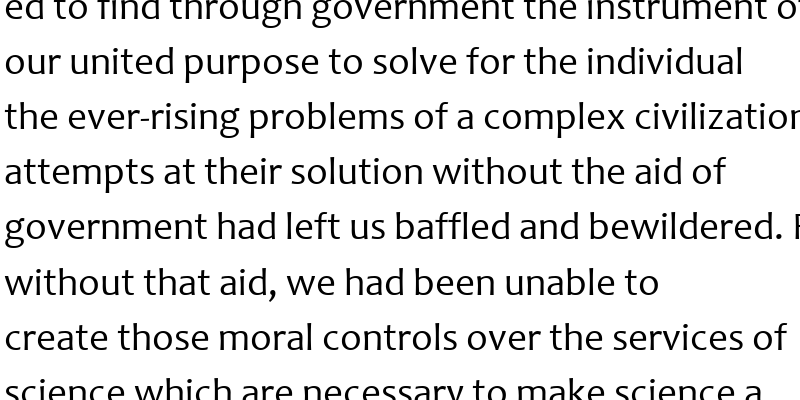 ed to find through government the instrument of
our united purpose to solve for the individual
the ever-rising problems of a complex civilization
attempts at their solution without the aid of
government had left us baffled and bewildered.
without that aid, we had been unable to
create those moral controls over the services of
science which are necessary to make science a